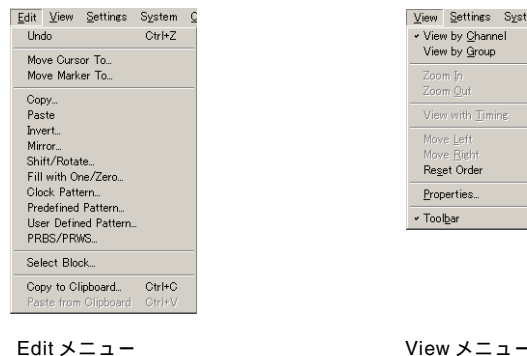 Edit View Settings System
Undo Ctrl+Z
Move Cursor To...
Move Marker To...
Copy...
Paste
Invert...
Mirror...
Shift/Rotate...
Fill with One/Zero...
Clock Pattern...
Predefined Pattern...
User Defined Pattern...
PRBS/PRWS...
Select Block...
Copy to Clipboard... Ctrl+C
Paste from Clipboard Ctrl+V
Edit メニュー
View Settings Syst
✓ View by Channel
View by Group
Zoom In
Zoom Out
View with Timing
Move Left
Move Right
Reset Order
Properties...
✓ Toolbar
View メニュー